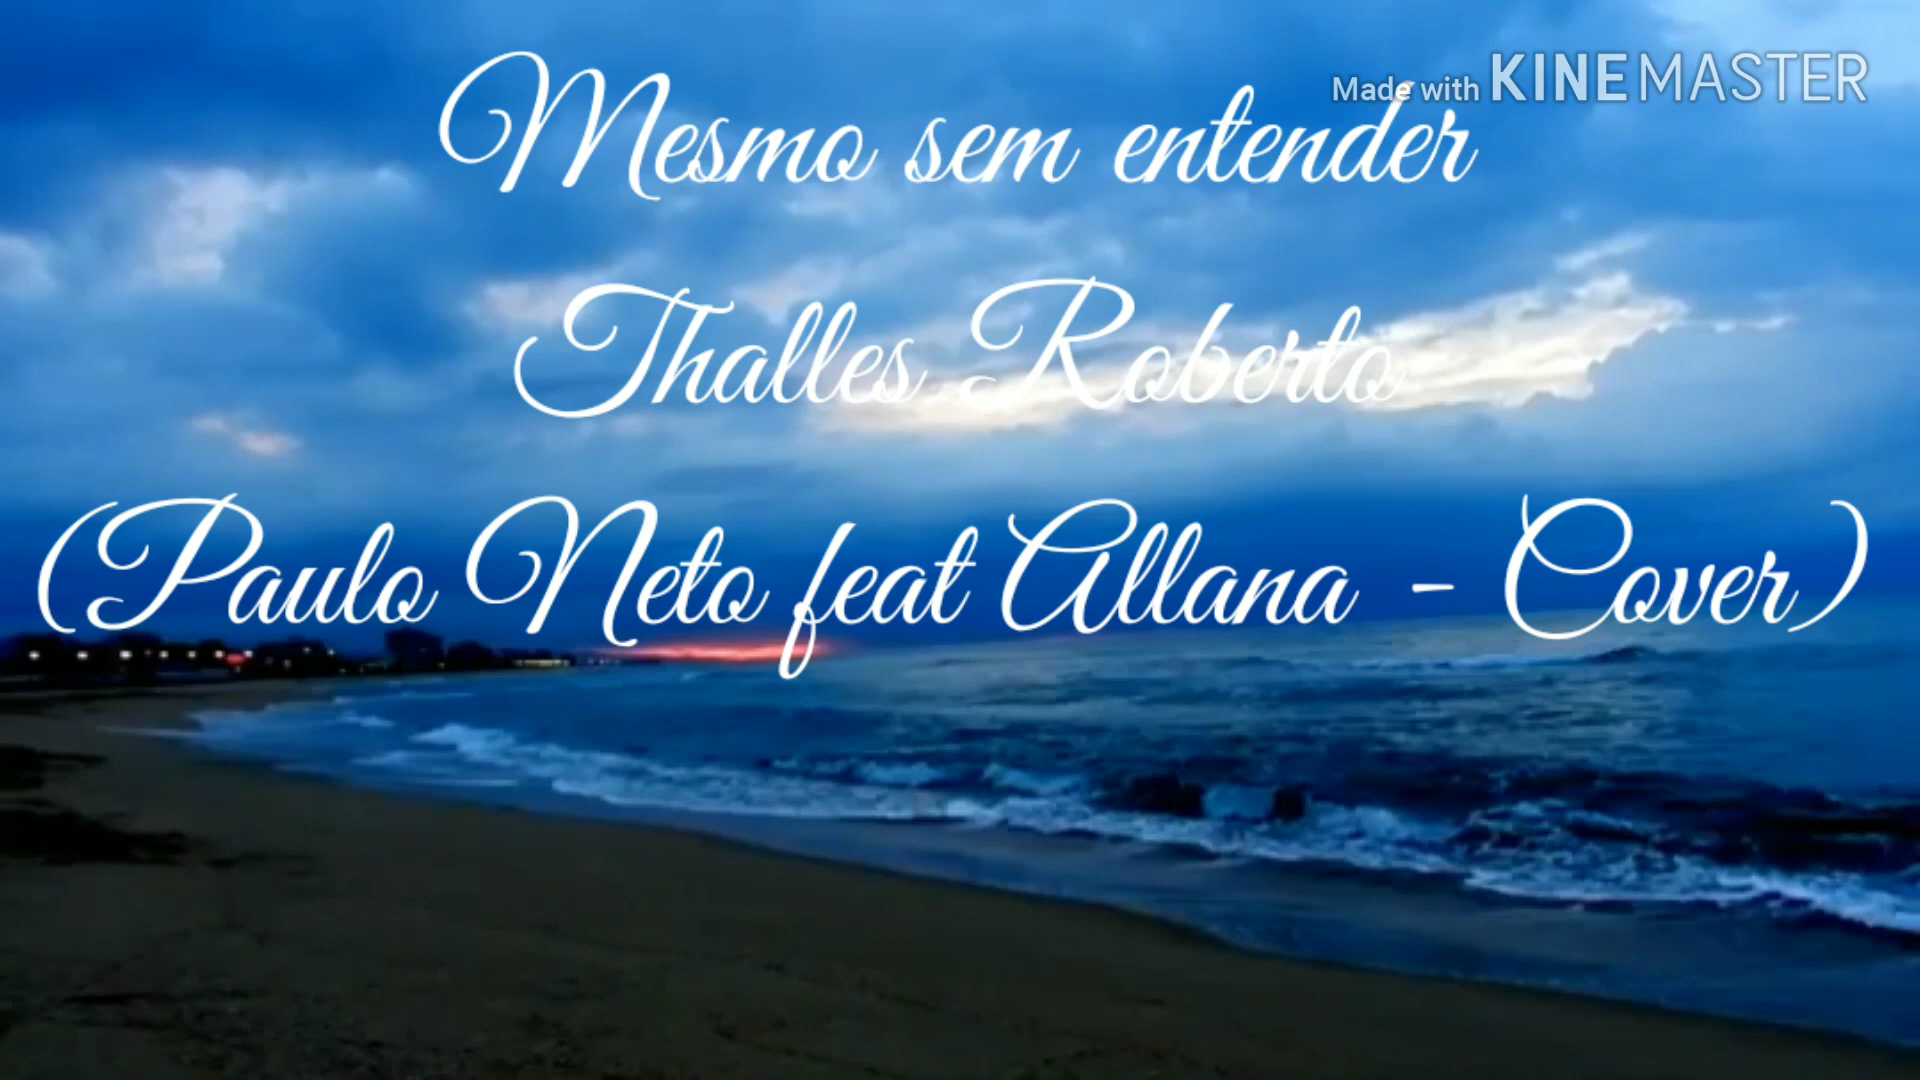 Made with KINEMASTER
Mesmo sem entender
Thalles Roberto
(Paulo Neto feat Allana - Cover)